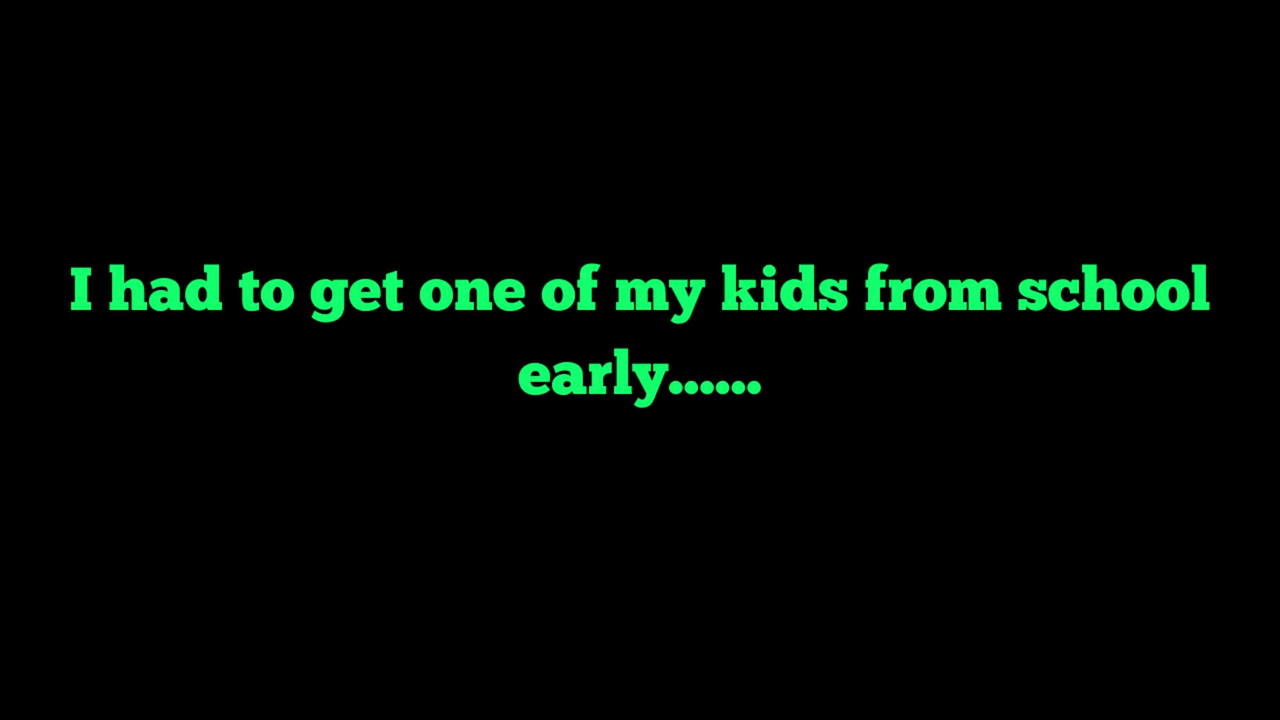 I had to get one of my kids from school
early......